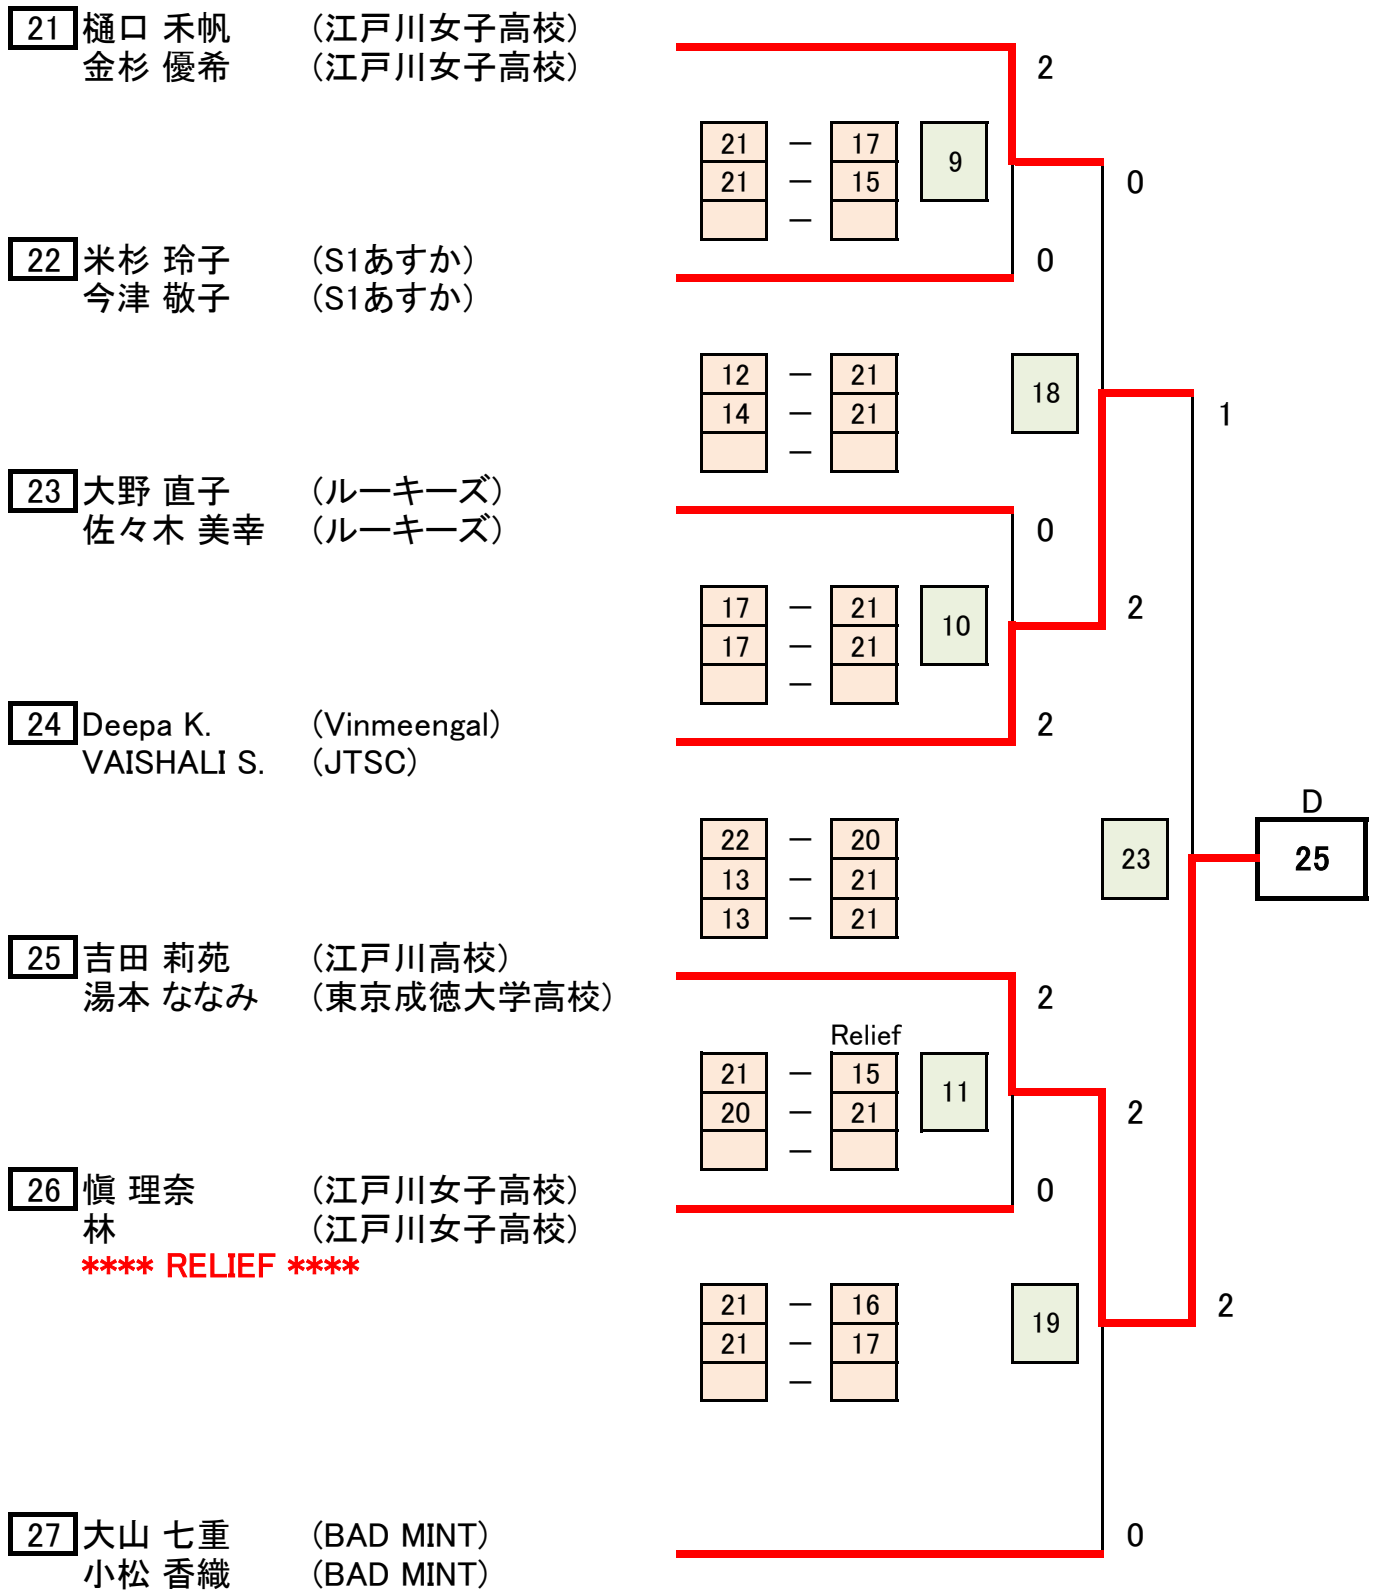 21 樋口 禾帆 (江戸川女子高校)
金杉 優希 (江戸川女子高校)
2
21 － 17
9
21 － 15
0
－
22 米杉 玲子 (S1あすか)
0
今津 敬子 (S1あすか)
12 － 21
18
14 － 21
1
－
23 大野 直子 (ルーキーズ)
佐々木 美幸 (ルーキーズ)
0
17 － 21
2
10
17 － 21
－
24 Deepa K. (Vinmeengal)
2
VAISHALI S. (JTSC)
D
22 － 20
23
25
13 － 21
13 － 21
25 吉田 莉苑 (江戸川高校)
湯本 ななみ (東京成徳大学高校)
2
Relief
21 － 15
11
20 － 21
2
－
26 愼 理奈 (江戸川女子高校)
0
林 (江戸川女子高校)
**** RELIEF ****
21 － 16
2
19
21 － 17
－
27 大山 七重 (BAD MINT)
0
小松 香織 (BAD MINT)